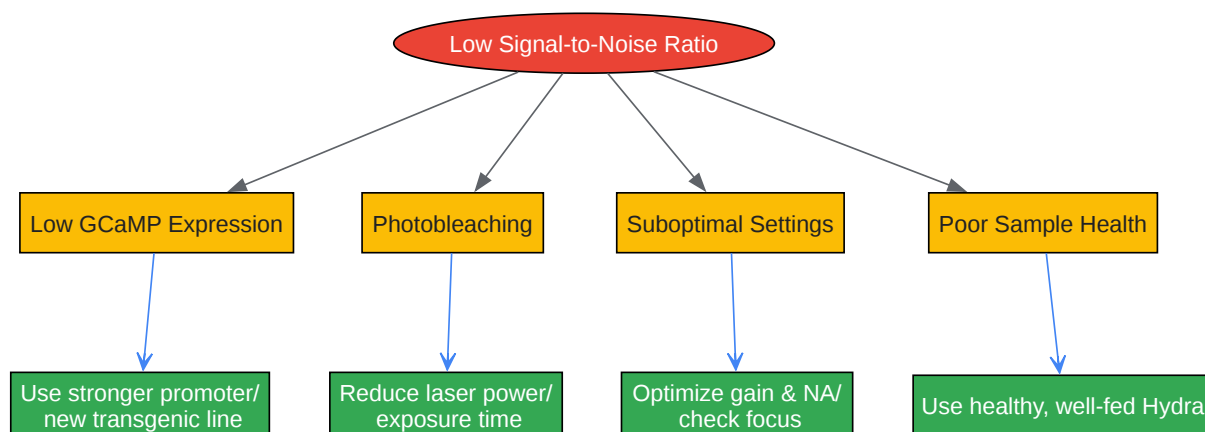 Low Signal-to-Noise Ratio
Low GCaMP Expression
Photobleaching
Suboptimal Settings
Poor Sample Health
Use stronger promoter/
new transgenic line
Reduce laser power/
exposure time
Optimize gain & NA/
check focus
Use healthy, well-fed Hydra